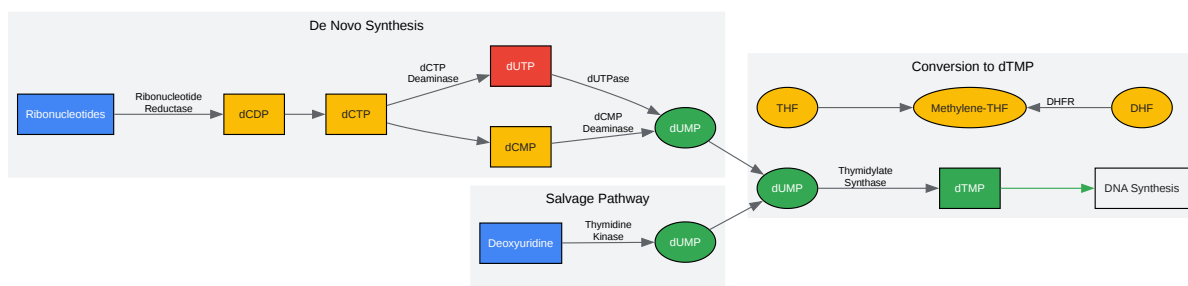 De Novo Synthesis
Ribonucleotides
Ribonucleotide
Reductase
dCDP
dCTP
dCTP
Deaminase
dUTP
dUTPase
dCMP
dCMP
Deaminase
dUMP
Salvage Pathway
Deoxyuridine
Thymidine
Kinase
dUMP
Conversion to dTMP
THF
Methylene-THF
DHFR
DHF
dUMP
Thymidylate
Synthase
dTMP
DNA Synthesis